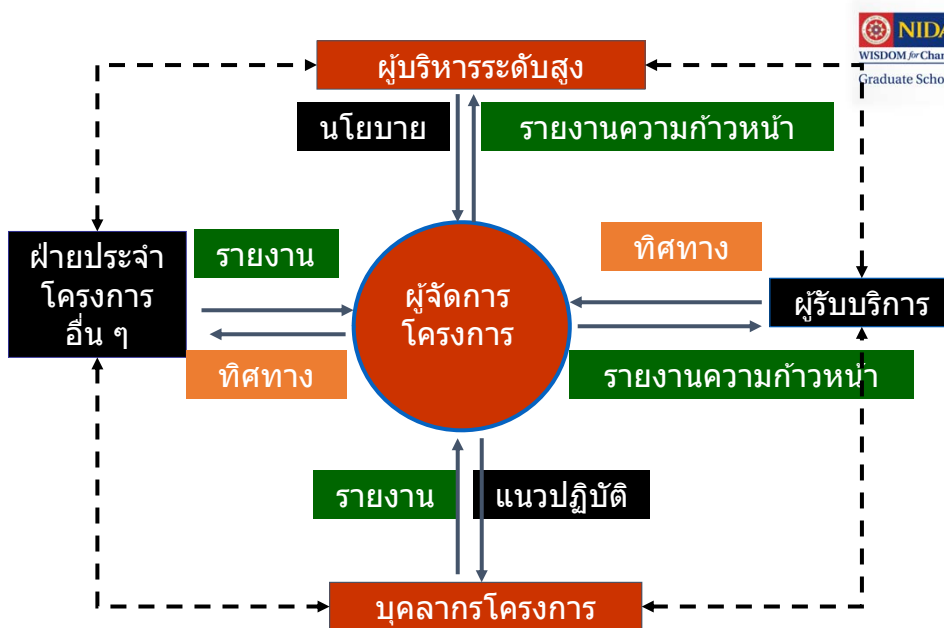 NIDA
WISDOM for Chan
Graduate Schoo
ผู้บริหารระดับสูง
นโยบาย
รายงานความก้าวหน้า
ฝ่ายประจำ
โครงการ
อื่น ๆ
รายงาน
ทิศทาง
ผู้จัดการ
โครงการ
ทิศทาง
ผู้รับบริการ
รายงานความก้าวหน้า
รายงาน
แนวปฏิบัติ
บุคลากรโครงการ